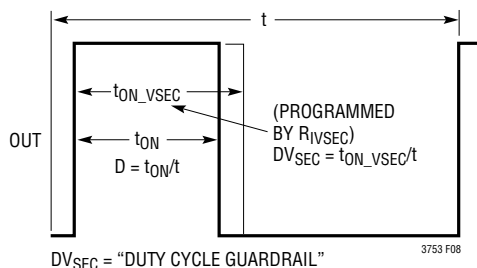 t
tON_VSEC
(PROGRAMMED
BY RIVSEC)
DVSEC = tON_VSEC/t
OUT
tON
D = tON/t
3753 F08
DVSEC = “DUTY CYCLE GUARDRAIL”